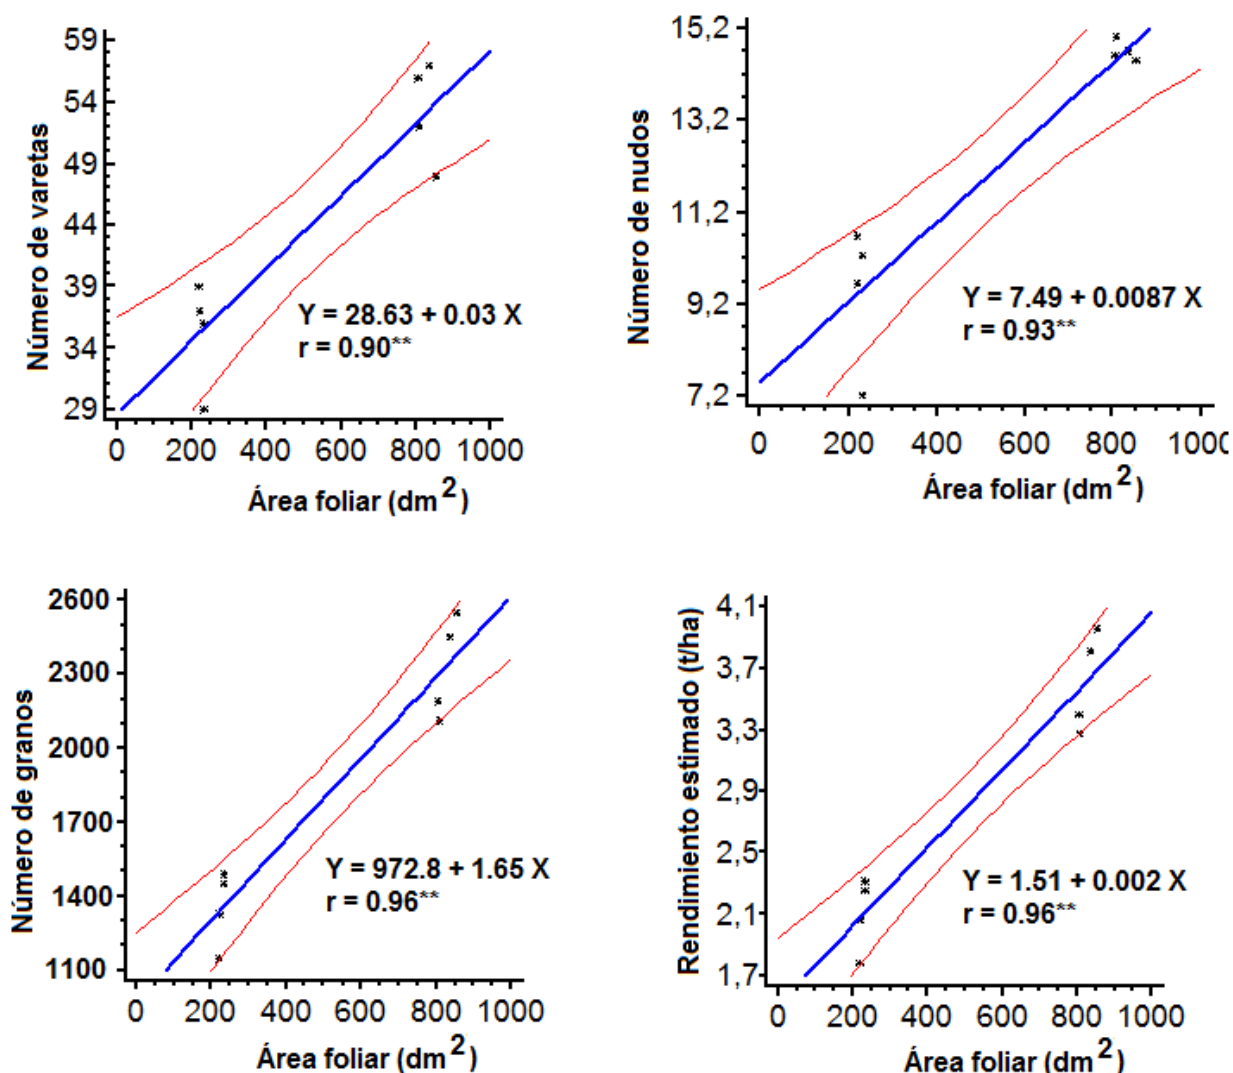 Número de varetas
59
54
49
44
39
34
29
Y = 28.63 + 0.03 X
r = 0.90**
0 200 400 600 800 1000
Área foliar (dm2)
Número de nudos
15,2
13,2
11,2
9,2
7,2
Y = 7.49 + 0.0087 X
r = 0.93**
0 200 400 600 800 1000
Área foliar (dm2)
Número de granos
2600
2300
2000
1700
1400
1100
Y = 972.8 + 1.65 X
r = 0.96**
0 200 400 600 800 1000
Área foliar (dm2)
Rendimiento estimado (t/ha)
4,1
3,7
3,3
2,9
2,5
2,1
1,7
Y = 1.51 + 0.002 X
r = 0.96**
0 200 400 600 800 1000
Área foliar (dm2)